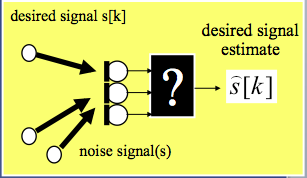 desired signal s[k]
desired signal
estimate
?
ŝ[k]
noise signal(s)